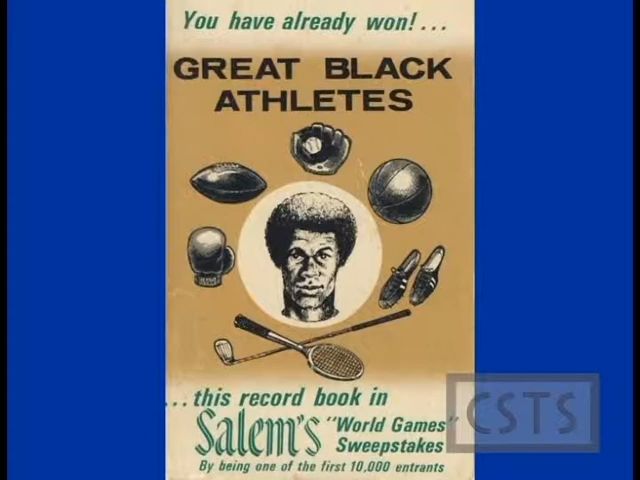 You have already won!...
GREAT BLACK
ATHLETES
...this record book in
Salem's "World Games"
Sweepstakes
By being one of the first 10,000 entrants
CSTS